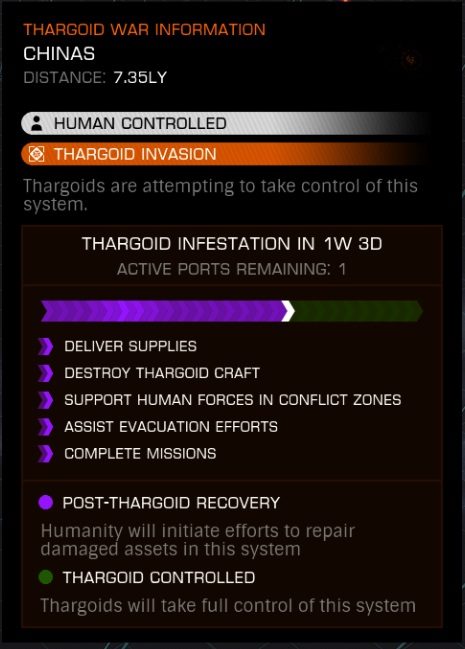 THARGOID WAR INFORMATION
CHINAS
DISTANCE: 7.35LY
HUMAN CONTROLLED
THARGOID INVASION
Thargoids are attempting to take control of this
system.
THARGOID INFESTATION IN 1W 3D
ACTIVE PORTS REMAINING: 1
DELIVER SUPPLIES
DESTROY THARGOID CRAFT
SUPPORT HUMAN FORCES IN CONFLICT ZONES
ASSIST EVACUATION EFFORTS
COMPLETE MISSIONS
POST-THARGOID RECOVERY
Humanity will initiate efforts to repair
damaged assets in this system
THARGOID CONTROLLED
Thargoids will take full control of this system